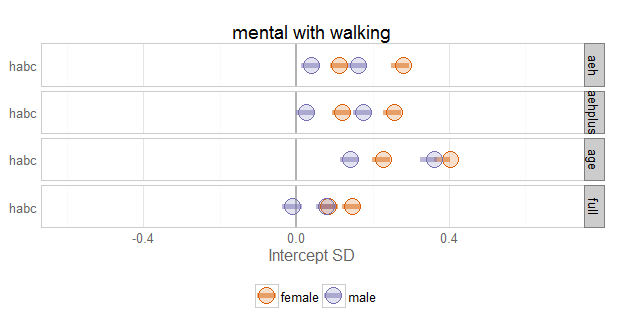 mental with walking
habc
aeh
habc
aehplus
habc
age
habc
full
-0.4 0.0 0.4
Intercept SD
female male